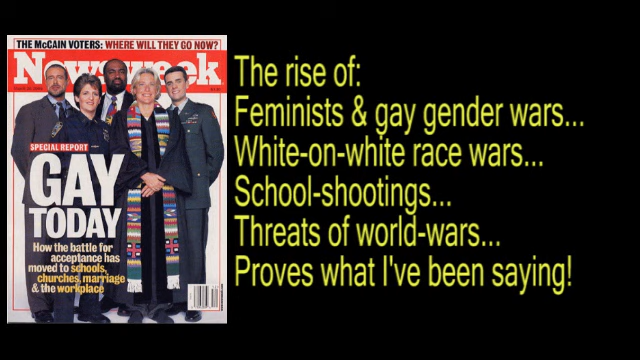 THE McCAIN VOTERS: WHERE WILL THEY GO NOW?
Newsweek
SPECIAL REPORT
GAY
TODAY
How the battle for
acceptance has
moved to schools,
churches, marriage
& the workplace
The rise of:
Feminists & gay gender wars...
White-on-white race wars...
School-shootings...
Threats of world-wars...
Proves what I've been saying!